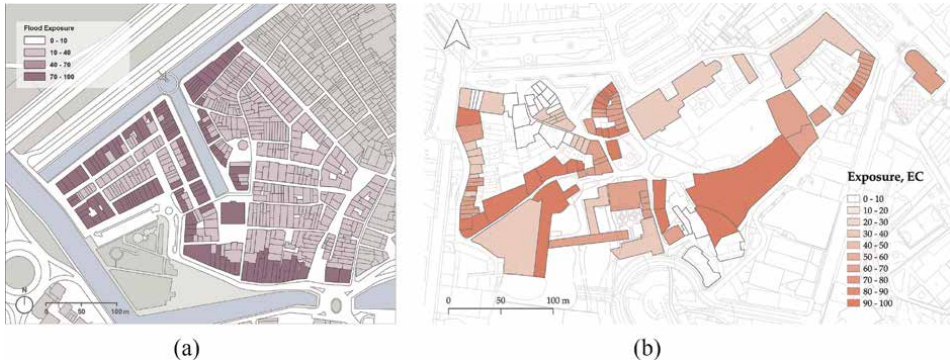 Flood Exposure
0 - 10
10 - 40
40 - 70
70 - 100
N
0 50 100 m
(a)
Exposure, EC
0 - 10
10 - 20
20 - 30
30 - 40
40 - 50
50 - 60
60 - 70
70 - 80
80 - 90
90 - 100
0 50 100 m
(b)